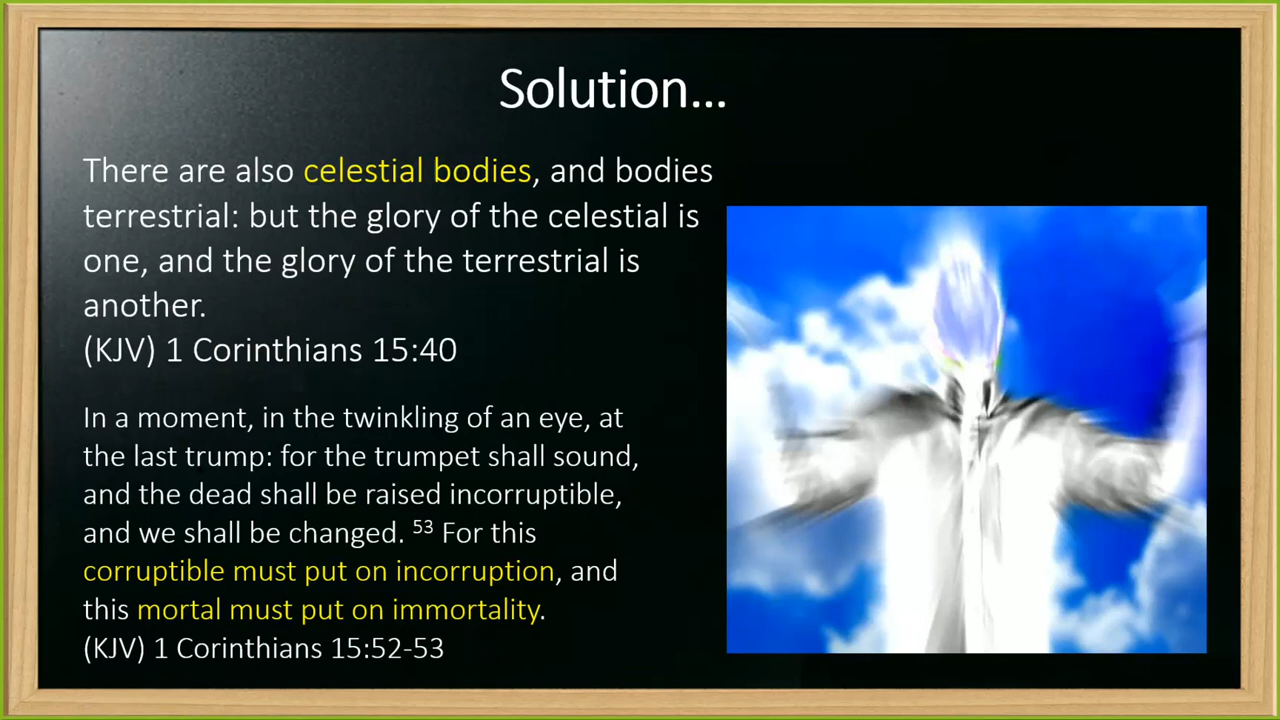 Solution...
There are also celestial bodies, and bodies
terrestrial: but the glory of the celestial is
one, and the glory of the terrestrial is
another.
(KJV) 1 Corinthians 15:40
In a moment, in the twinkling of an eye, at
the last trump: for the trumpet shall sound,
and the dead shall be raised incorruptible,
and we shall be changed. 53 For this
corruptible must put on incorruption, and
this mortal must put on immortality.
(KJV) 1 Corinthians 15:52-53